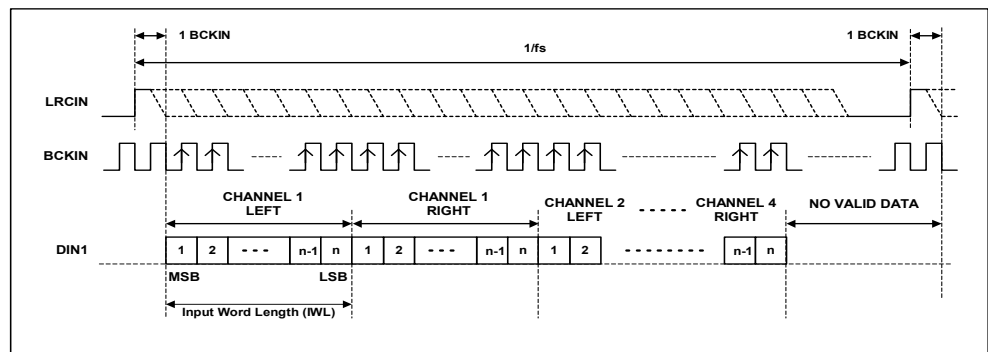 1 BCKIN 1 BCKIN
1/fs
LRCIN
BCKIN
CHANNEL 1 LEFT CHANNEL 1 RIGHT CHANNEL 2 LEFT CHANNEL 4 RIGHT NO VALID DATA
DIN1 1 2 n-1 n 1 2 n-1 n 1 2 n-1 n
MSB LSB
Input Word Length (IWL)